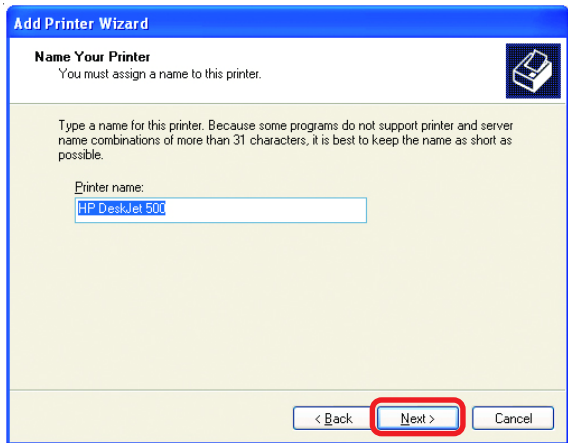 Add Printer Wizard
Name Your Printer
You must assign a name to this printer.
Type a name for this printer. Because some programs do not support printer and server
name combinations of more than 31 characters, it is best to keep the name as short as
possible.
Printer name:
HP DeskJet 500
< Back Next > Cancel